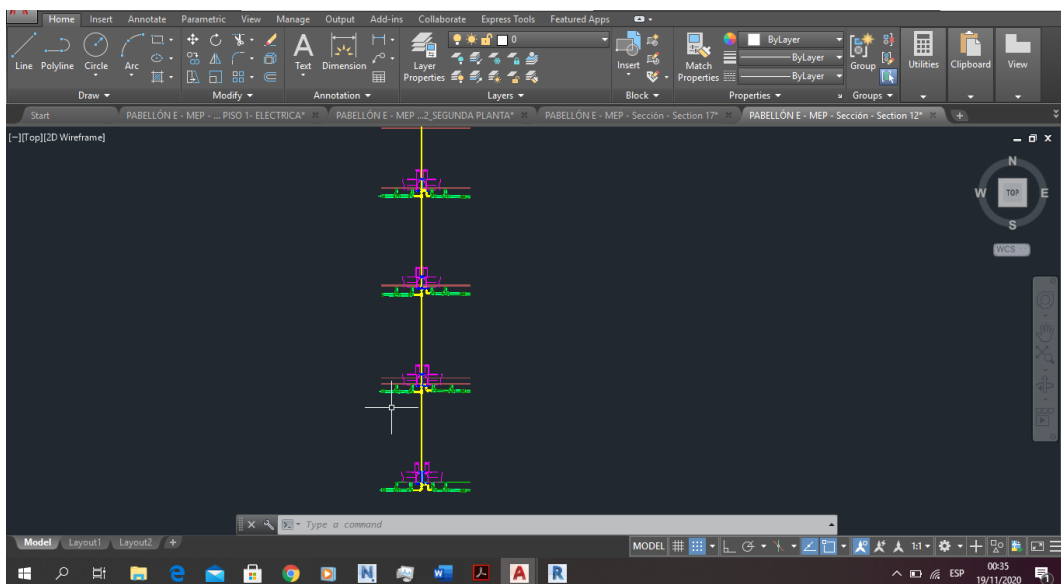 Home Insert Annotate Parametric View Manage Output Add-ins Collaborate Express Tools Featured Apps
0 ByLayer
Line Polyline Circle Arc Text Dimension Layer Properties Insert Match Properties ByLayer Group Utilities Clipboard View
ByLayer
Draw Modify Annotation Layers Block Properties Groups
Start PABELLÓN E - MEP - ... PISO 1- ELECTRICA* PABELLÓN E - MEP ...2_SEGUNDA PLANTA* PABELLÓN E - MEP - Sección - Section 17* PABELLÓN E - MEP - Sección - Section 12*
[−][Top][2D Wireframe]
N
W TOP E
S
WCS
Type a command
Model Layout1 Layout2 + MODEL 1:1
N W A R ESP 00:35
19/11/2020